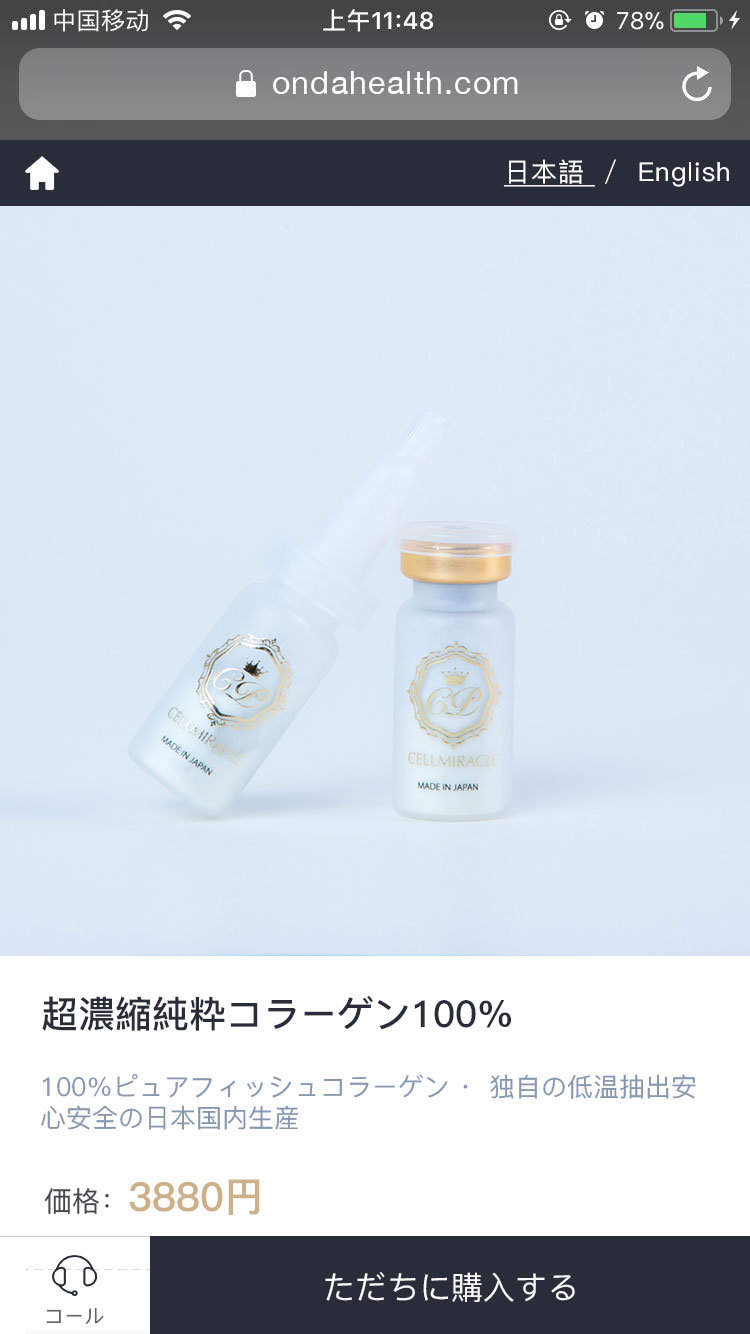 中国移动 上午11:48 78%
ondahealth.com
日本語 / English
CP
CELLMIRACLE
MADE IN JAPAN
CP
CELLMIRACLE
MADE IN JAPAN
超濃縮純粋コラーゲン100%
100%ピュアフィッシュコラーゲン · 独自の低温抽出安
心安全の日本国内生産
価格: 3880円
コール
ただちに購入する